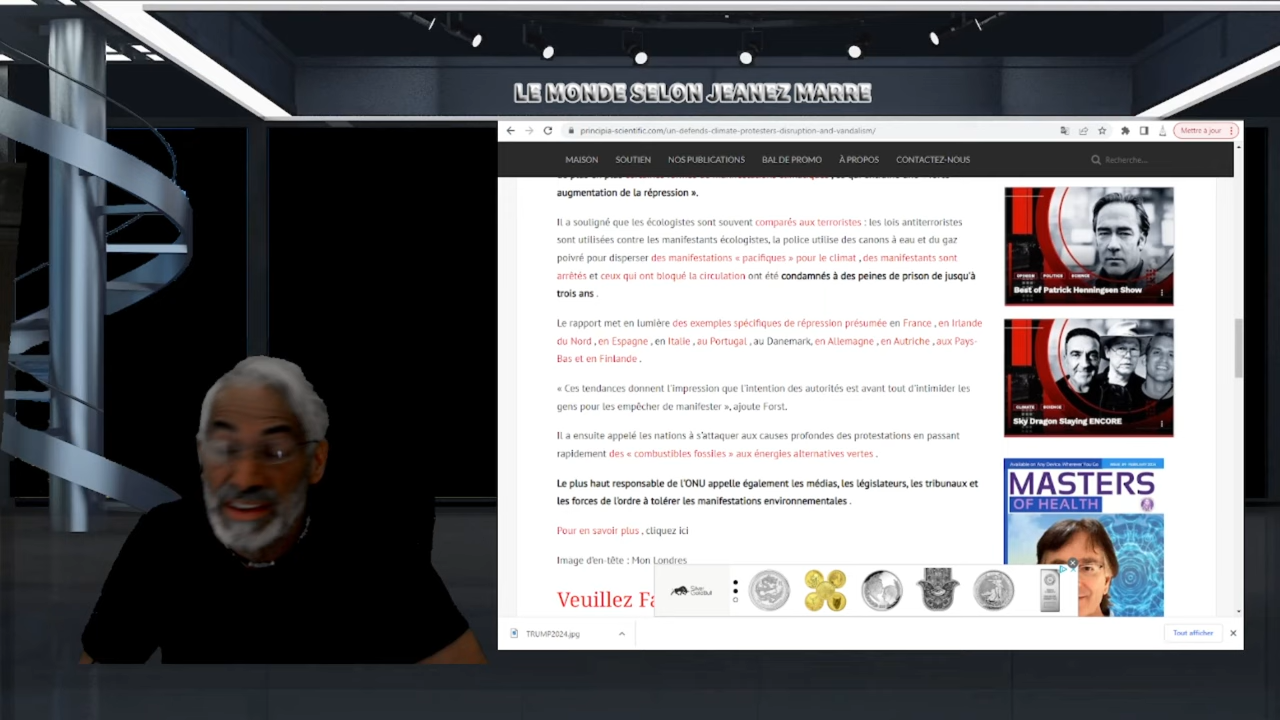 LE MONDE SELON JEANEZ MARRE
principia-scientific.com/un-defends-climate-protesters-disruption-and-vandalism/
Mettre à jour
MAISON SOUTIEN NOS PUBLICATIONS BAL DE PROMO À PROPOS CONTACTEZ-NOUS Recherche...
augmentation de la répression ».
Il a souligné que les écologistes sont souvent comparés aux terroristes : les lois antiterroristes
sont utilisées contre les manifestants écologistes, la police utilise des canons à eau et du gaz
poivré pour disperser des manifestations « pacifiques » pour le climat , des manifestants sont
arrêtés et ceux qui ont bloqué la circulation ont été condamnés à des peines de prison de jusqu'à
trois ans .
Le rapport met en lumière des exemples spécifiques de répression présumée en France , en Irlande
du Nord , en Espagne , en Italie , au Portugal , au Danemark, en Allemagne , en Autriche , aux Pays-
Bas et en Finlande .
« Ces tendances donnent l'impression que l'intention des autorités est avant tout d'intimider les
gens pour les empêcher de manifester », ajoute Forst.
Il a ensuite appelé les nations à s'attaquer aux causes profondes des protestations en passant
rapidement des « combustibles fossiles » aux énergies alternatives vertes .
Le plus haut responsable de l'ONU appelle également les médias, les législateurs, les tribunaux et
les forces de l'ordre à tolérer les manifestations environnementales .
Pour en savoir plus , cliquez ici
Image d'en-tête : Mon Londres
Veuillez Fa
OPINION POLITICS SCIENCE
Best of Patrick Henningsen Show
CLIMATE SCIENCE
Sky Dragon Slaying ENCORE
MASTERS
OF HEALTH
Silver
Gold Bull
TRUMP2024.jpg
Tout afficher